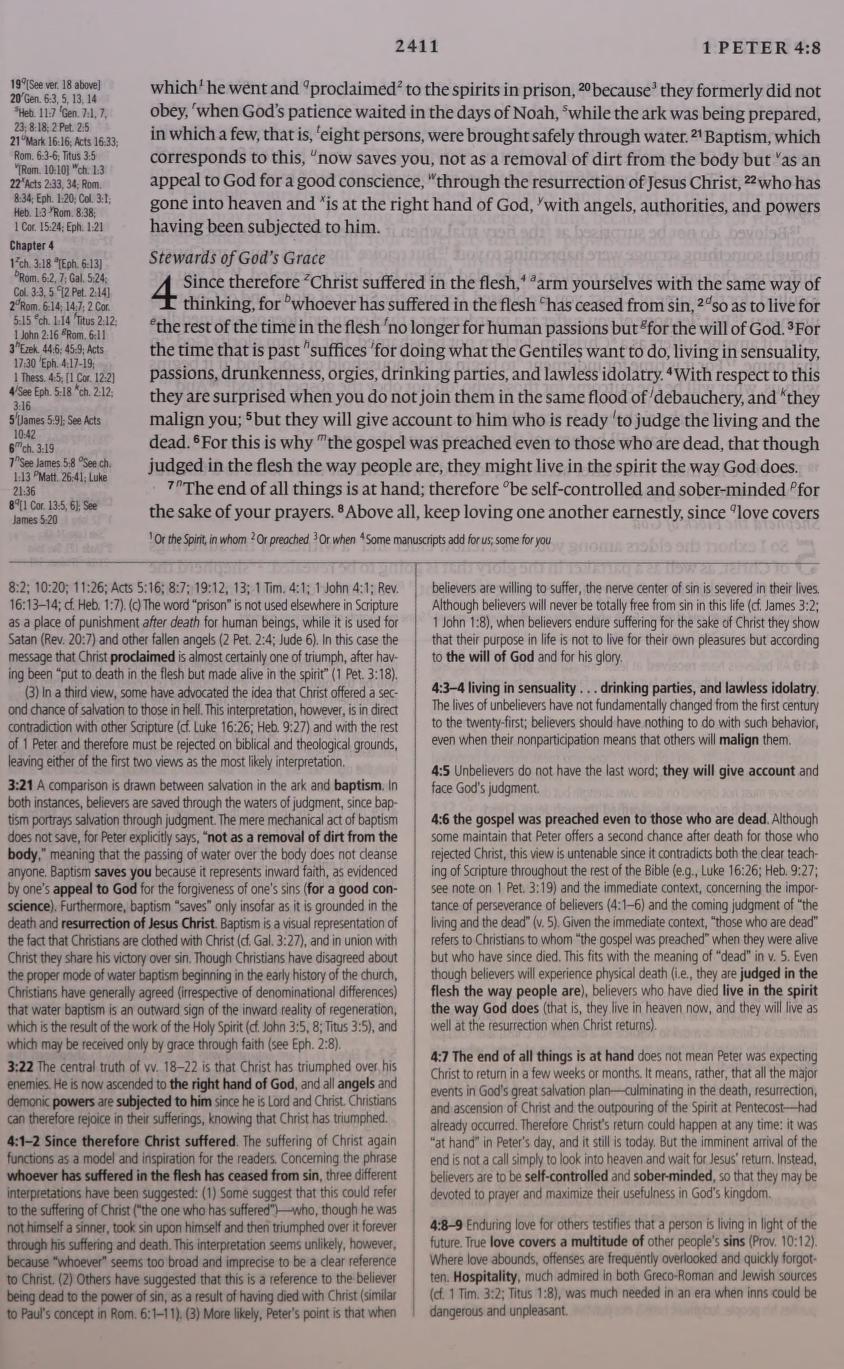 2411
1 PETER 4:8
19 q[See ver. 18 above]
20 r Gen. 6:3, 5, 13, 14
s Heb. 11:7 t Gen. 7:1, 7,
23; 8:18; 2 Pet. 2:5
21 u Mark 16:16; Acts 16:33;
Rom. 6:3-6; Titus 3:5
v [Rom. 10:10] w ch. 1:3
22 x Acts 2:33, 34; Rom.
8:34; Eph. 1:20; Col. 3:1;
Heb. 1:3 y Rom. 8:38;
1 Cor. 15:24; Eph. 1:21
Chapter 4
1 z ch. 3:18 a [Eph. 6:13]
b Rom. 6:2, 7; Gal. 5:24;
Col. 3:3, 5 c [2 Pet. 2:14]
2 d Rom. 6:14; 14:7; 2 Cor.
5:15 e ch. 1:14 f Titus 2:12;
1 John 2:16 g Rom. 6:11
3 h Ezek. 44:6; 45:9; Acts
17:30 i Eph. 4:17-19;
1 Thess. 4:5; [1 Cor. 12:2]
4 j See Eph. 5:18 k ch. 2:12;
3:16
5 l [James 5:9]; See Acts
10:42
6 m ch. 3:19
7 n See James 5:8 o See ch.
1:13 p Matt. 26:41; Luke
21:36
8 q [1 Cor. 13:5, 6]; See
James 5:20
which¹ he went and q proclaimed² to the spirits in prison, 20 because³ they formerly did not
obey, r when God's patience waited in the days of Noah, s while the ark was being prepared,
in which a few, that is, t eight persons, were brought safely through water. 21 Baptism, which
corresponds to this, u now saves you, not as a removal of dirt from the body but v as an
appeal to God for a good conscience, w through the resurrection of Jesus Christ, 22 who has
gone into heaven and x is at the right hand of God, y with angels, authorities, and powers
having been subjected to him.
Stewards of God's Grace
4 Since therefore z Christ suffered in the flesh,⁴ a arm yourselves with the same way of
thinking, for b whoever has suffered in the flesh c has ceased from sin, 2 d so as to live for
e the rest of the time in the flesh f no longer for human passions but g for the will of God. 3 For
the time that is past h suffices i for doing what the Gentiles want to do, living in sensuality,
passions, drunkenness, orgies, drinking parties, and lawless idolatry. 4 With respect to this
they are surprised when you do not join them in the same flood of j debauchery, and k they
malign you; 5 but they will give account to him who is ready l to judge the living and the
dead. 6 For this is why m the gospel was preached even to those who are dead, that though
judged in the flesh the way people are, they might live in the spirit the way God does.
7 n The end of all things is at hand; therefore o be self-controlled and sober-minded p for
the sake of your prayers. 8 Above all, keep loving one another earnestly, since q love covers
¹ Or the Spirit, in whom ² Or preached ³ Or when ⁴ Some manuscripts add for us; some for you
8:2; 10:20; 11:26; Acts 5:16; 8:7; 19:12, 13; 1 Tim. 4:1; 1 John 4:1; Rev.
16:13–14; cf. Heb. 1:7). (c) The word "prison" is not used elsewhere in Scripture
as a place of punishment after death for human beings, while it is used for
Satan (Rev. 20:7) and other fallen angels (2 Pet. 2:4; Jude 6). In this case the
message that Christ proclaimed is almost certainly one of triumph, after hav-
ing been "put to death in the flesh but made alive in the spirit" (1 Pet. 3:18).
(3) In a third view, some have advocated the idea that Christ offered a sec-
ond chance of salvation to those in hell. This interpretation, however, is in direct
contradiction with other Scripture (cf. Luke 16:26; Heb. 9:27) and with the rest
of 1 Peter and therefore must be rejected on biblical and theological grounds,
leaving either of the first two views as the most likely interpretation.
3:21 A comparison is drawn between salvation in the ark and baptism. In
both instances, believers are saved through the waters of judgment, since bap-
tism portrays salvation through judgment. The mere mechanical act of baptism
does not save, for Peter explicitly says, "not as a removal of dirt from the
body," meaning that the passing of water over the body does not cleanse
anyone. Baptism saves you because it represents inward faith, as evidenced
by one's appeal to God for the forgiveness of one's sins (for a good con-
science). Furthermore, baptism "saves" only insofar as it is grounded in the
death and resurrection of Jesus Christ. Baptism is a visual representation of
the fact that Christians are clothed with Christ (cf. Gal. 3:27), and in union with
Christ they share his victory over sin. Though Christians have disagreed about
the proper mode of water baptism beginning in the early history of the church,
Christians have generally agreed (irrespective of denominational differences)
that water baptism is an outward sign of the inward reality of regeneration,
which is the result of the work of the Holy Spirit (cf. John 3:5, 8; Titus 3:5), and
which may be received only by grace through faith (see Eph. 2:8).
3:22 The central truth of vv. 18–22 is that Christ has triumphed over his
enemies. He is now ascended to the right hand of God, and all angels and
demonic powers are subjected to him since he is Lord and Christ. Christians
can therefore rejoice in their sufferings, knowing that Christ has triumphed.
4:1–2 Since therefore Christ suffered. The suffering of Christ again
functions as a model and inspiration for the readers. Concerning the phrase
whoever has suffered in the flesh has ceased from sin, three different
interpretations have been suggested: (1) Some suggest that this could refer
to the suffering of Christ ("the one who has suffered")—who, though he was
not himself a sinner, took sin upon himself and then triumphed over it forever
through his suffering and death. This interpretation seems unlikely, however,
because "whoever" seems too broad and imprecise to be a clear reference
to Christ. (2) Others have suggested that this is a reference to the believer
being dead to the power of sin, as a result of having died with Christ (similar
to Paul's concept in Rom. 6:1–11). (3) More likely, Peter's point is that when
believers are willing to suffer, the nerve center of sin is severed in their lives.
Although believers will never be totally free from sin in this life (cf. James 3:2;
1 John 1:8), when believers endure suffering for the sake of Christ they show
that their purpose in life is not to live for their own pleasures but according
to the will of God and for his glory.
4:3–4 living in sensuality . . . drinking parties, and lawless idolatry.
The lives of unbelievers have not fundamentally changed from the first century
to the twenty-first; believers should have nothing to do with such behavior,
even when their nonparticipation means that others will malign them.
4:5 Unbelievers do not have the last word; they will give account and
face God's judgment.
4:6 the gospel was preached even to those who are dead. Although
some maintain that Peter offers a second chance after death for those who
rejected Christ, this view is untenable since it contradicts both the clear teach-
ing of Scripture throughout the rest of the Bible (e.g., Luke 16:26; Heb. 9:27;
see note on 1 Pet. 3:19) and the immediate context, concerning the impor-
tance of perseverance of believers (4:1–6) and the coming judgment of "the
living and the dead" (v. 5). Given the immediate context, "those who are dead"
refers to Christians to whom "the gospel was preached" when they were alive
but who have since died. This fits with the meaning of "dead" in v. 5. Even
though believers will experience physical death (i.e., they are judged in the
flesh the way people are), believers who have died live in the spirit
the way God does (that is, they live in heaven now, and they will live as
well at the resurrection when Christ returns).
4:7 The end of all things is at hand does not mean Peter was expecting
Christ to return in a few weeks or months. It means, rather, that all the major
events in God's great salvation plan—culminating in the death, resurrection,
and ascension of Christ and the outpouring of the Spirit at Pentecost—had
already occurred. Therefore Christ's return could happen at any time: it was
"at hand" in Peter's day, and it still is today. But the imminent arrival of the
end is not a call simply to look into heaven and wait for Jesus' return. Instead,
believers are to be self-controlled and sober-minded, so that they may be
devoted to prayer and maximize their usefulness in God's kingdom.
4:8–9 Enduring love for others testifies that a person is living in light of the
future. True love covers a multitude of other people's sins (Prov. 10:12).
Where love abounds, offenses are frequently overlooked and quickly forgot-
ten. Hospitality, much admired in both Greco-Roman and Jewish sources
(cf. 1 Tim. 3:2; Titus 1:8), was much needed in an era when inns could be
dangerous and unpleasant.